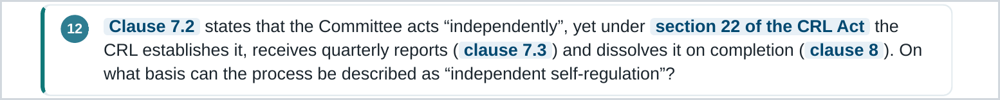 12 Clause 7.2 states that the Committee acts “independently”, yet under section 22 of the CRL Act the
CRL establishes it, receives quarterly reports (clause 7.3) and dissolves it on completion (clause 8). On
what basis can the process be described as “independent self-regulation”?